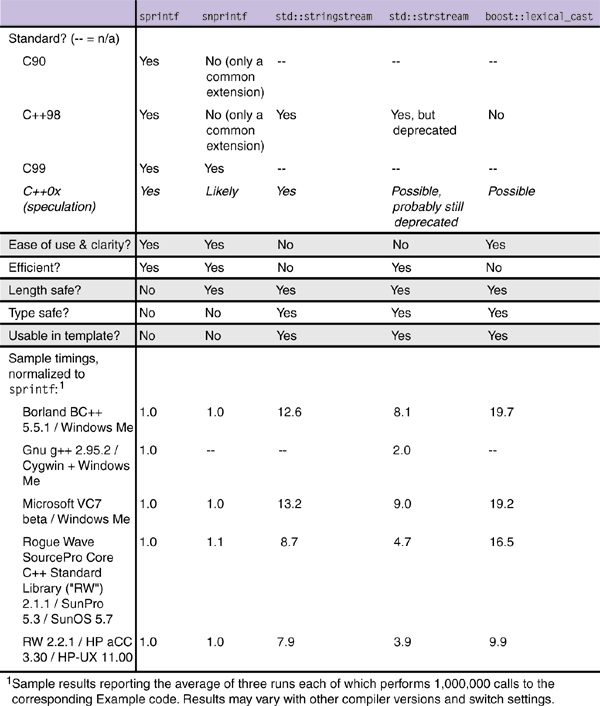 sprintf snprintf std::stringstream std::strstream boost::lexical_cast
Standard? (-- = n/a)
C90 Yes No (only a -- -- --
common
extension)
C++98 Yes No (only a Yes Yes, but No
common deprecated
extension)
C99 Yes Yes -- -- --
C++0x Yes Likely Yes Possible, Possible
(speculation) probably still
deprecated
Ease of use & clarity? Yes Yes No No Yes
Efficient? Yes Yes No Yes No
Length safe? No Yes Yes Yes Yes
Type safe? No No Yes Yes Yes
Usable in template? No No Yes Yes Yes
Sample timings,
normalized to
sprintf:1
Borland BC++ 1.0 1.0 12.6 8.1 19.7
5.5.1 / Windows Me
Gnu g++ 2.95.2 / 1.0 -- -- 2.0 --
Cygwin + Windows
Me
Microsoft VC7 1.0 1.0 13.2 9.0 19.2
beta / Windows Me
Rogue Wave 1.0 1.1 8.7 4.7 16.5
SourcePro Core
C++ Standard
Library ("RW")
2.1.1 / SunPro
5.3 / SunOS 5.7
RW 2.2.1 / HP aCC 1.0 1.0 7.9 3.9 9.9
3.30 / HP-UX 11.00
1Sample results reporting the average of three runs each of which performs 1,000,000 calls to the
corresponding Example code. Results may vary with other compiler versions and switch settings.